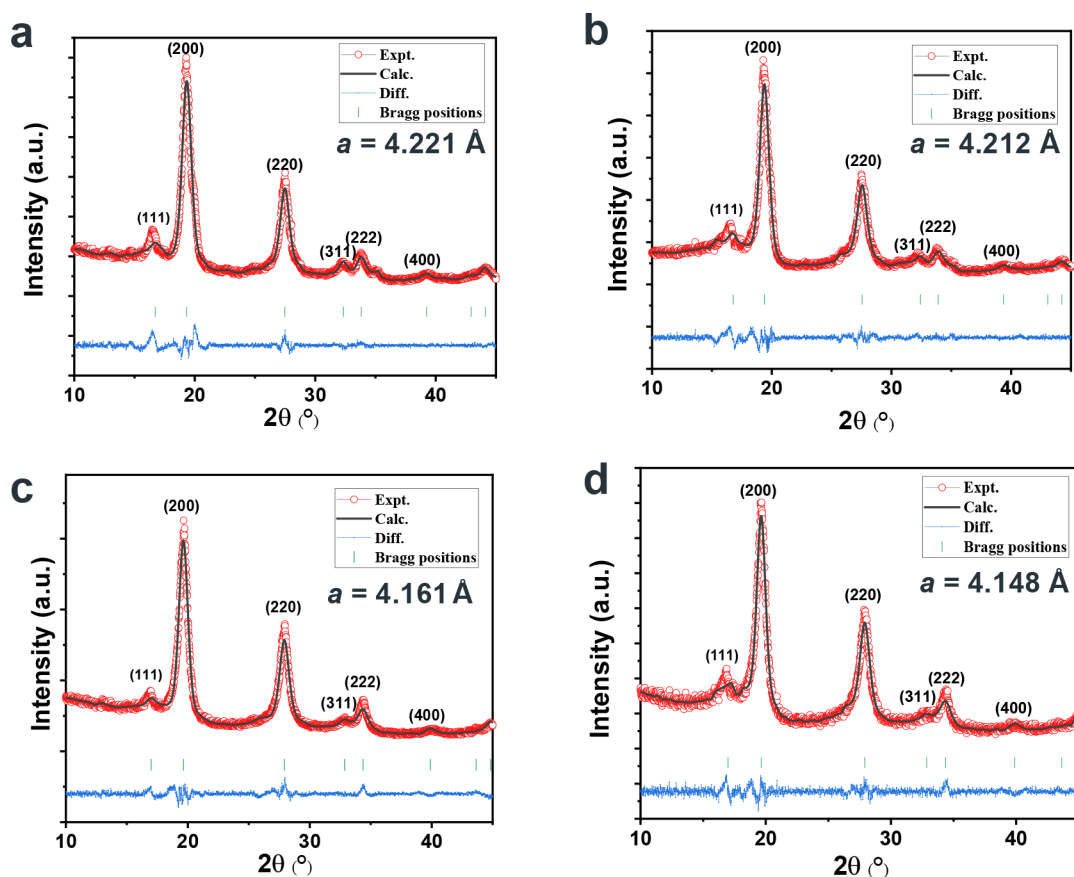 a
(200)
Expt.
Calc.
Diff.
Bragg positions
a = 4.221 Å
(220)
(111)
(311)
(222)
(400)
Intensity (a.u.)
10
20
30
40
2θ (°)
b
(200)
Expt.
Calc.
Diff.
Bragg positions
a = 4.212 Å
(220)
(111)
(311)
(222)
(400)
Intensity (a.u.)
10
20
30
40
2θ (°)
c
(200)
Expt.
Calc.
Diff.
Bragg positions
a = 4.161 Å
(220)
(111)
(311)
(222)
(400)
Intensity (a.u.)
10
20
30
40
2θ (°)
d
(200)
Expt.
Calc.
Diff.
Bragg positions
a = 4.148 Å
(220)
(111)
(311)
(222)
(400)
Intensity (a.u.)
10
20
30
40
2θ (°)